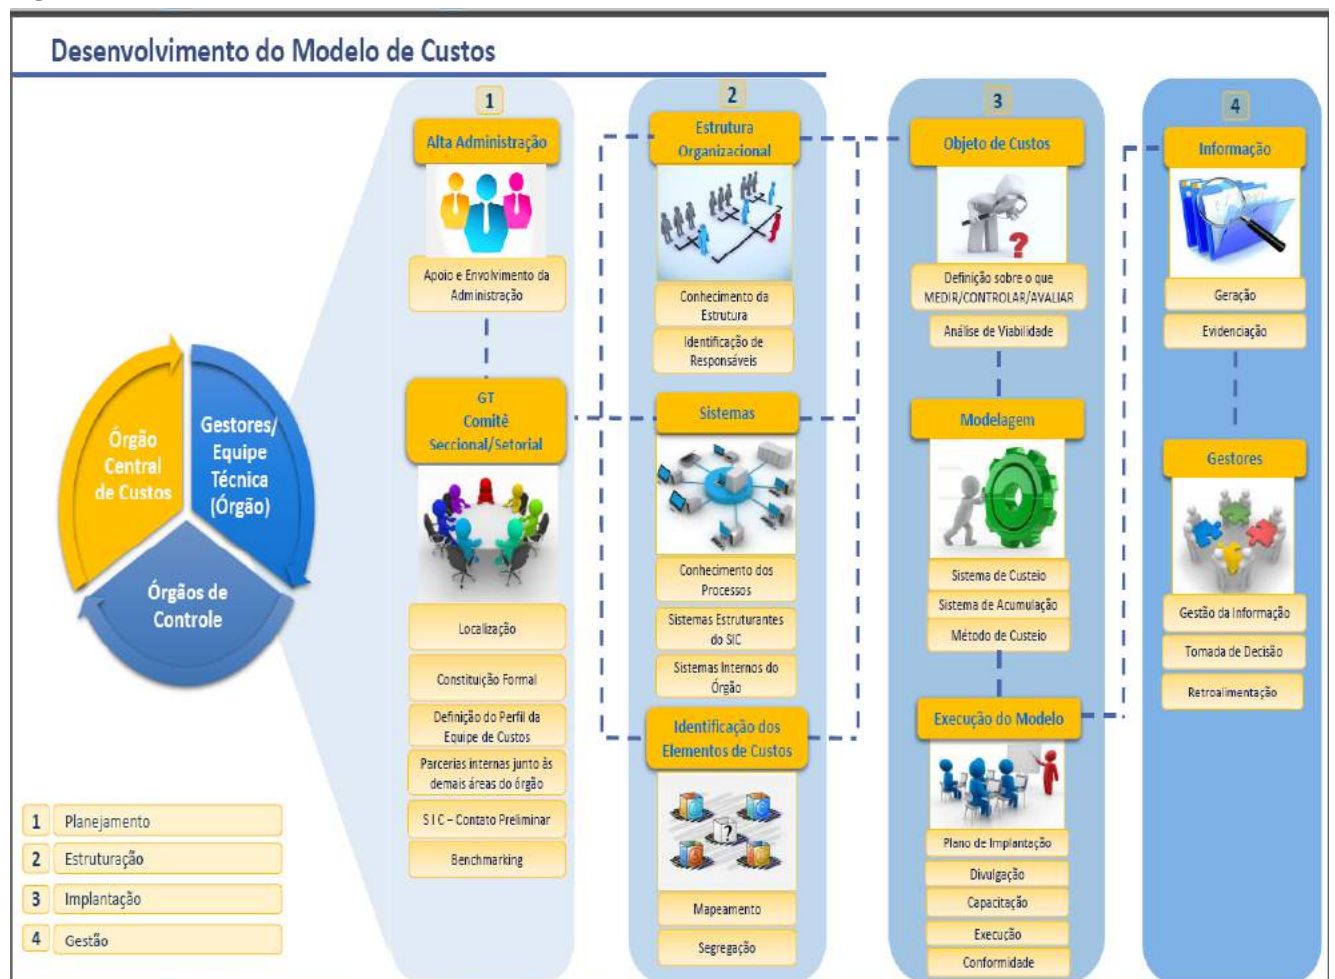 Desenvolvimento do Modelo de Custos
Órgão
Central
de Custos
Gestores/
Equipe
Técnica
(Órgão)
Órgãos de
Controle
1
Planejamento
2
Estruturação
3
Implantação
4
Gestão
1
Alta Administração
Apoio e Envolvimento da
Administração
GT
Comitê
Seccional/Setorial
Localização
Constituição Formal
Definição do Perfil da
Equipe de Custos
Parcerias internas junto às
demais áreas do órgão
S I C – Contato Preliminar
Benchmarking
2
Estrutura
Organizacional
Conhecimento da
Estrutura
Identificação de
Responsáveis
Sistemas
Conhecimento dos
Processos
Sistemas Estruturantes
do SIC
Sistemas Internos do
Órgão
Identificação dos
Elementos de Custos
?
Mapeamento
Segregação
3
Objeto de Custos
?
Definição sobre o que
MEDIR/CONTROLAR/AVALIAR
Análise de Viabilidade
Modelagem
Sistema de Custeio
Sistema de Acumulação
Método de Custeio
Execução do Modelo
Plano de Implantação
Divulgação
Capacitação
Execução
Conformidade
4
Informação
Geração
Evidenciação
Gestores
Gestão da Informação
Tomada de Decisão
Retroalimentação